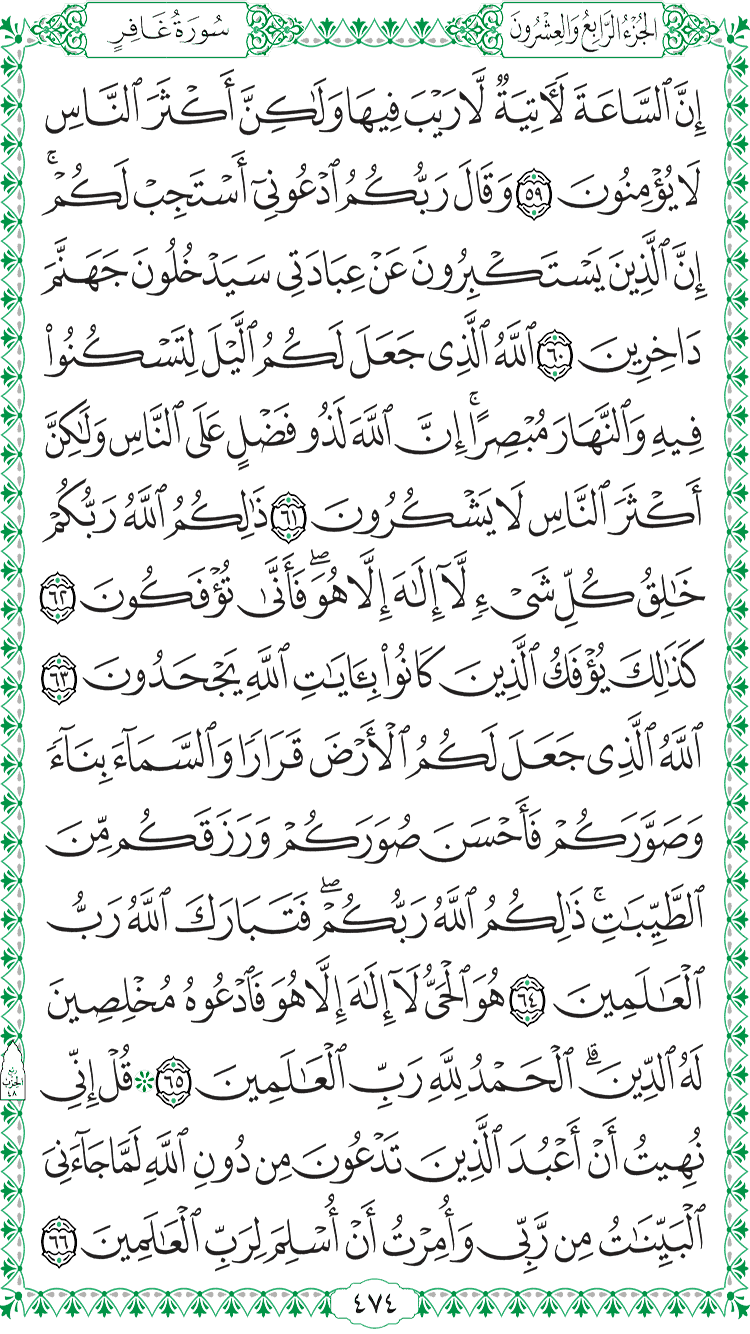 الجُزْءُ الرَّابِعُ وَالعِشْرُونَ
سُورَةُ غَافِرٍ
إِنَّ ٱلسَّاعَةَ لَأٓتِيَةٌ لَّا رَيْبَ فِيهَا وَلَٰكِنَّ أَكْثَرَ ٱلنَّاسِ
لَا يُؤْمِنُونَ ٥٩ وَقَالَ رَبُّكُمُ ٱدْعُونِىٓ أَسْتَجِبْ لَكُمْ ۚ
إِنَّ ٱلَّذِينَ يَسْتَكْبِرُونَ عَنْ عِبَادَتِى سَيَدْخُلُونَ جَهَنَّمَ
دَاخِرِينَ ٦٠ ٱللَّهُ ٱلَّذِى جَعَلَ لَكُمُ ٱلَّيْلَ لِتَسْكُنُوا۟
فِيهِ وَٱلنَّهَارَ مُبْصِرًا ۚ إِنَّ ٱللَّهَ لَذُو فَضْلٍ عَلَى ٱلنَّاسِ وَلَٰكِنَّ
أَكْثَرَ ٱلنَّاسِ لَا يَشْكُرُونَ ٦١ ذَٰلِكُمُ ٱللَّهُ رَبُّكُمْ
خَٰلِقُ كُلِّ شَىْءٍ لَّآ إِلَٰهَ إِلَّا هُوَ ۖ فَأَنَّىٰ تُؤْفَكُونَ ٦٢
كَذَٰلِكَ يُؤْفَكُ ٱلَّذِينَ كَانُوا۟ بِـَٔايَٰتِ ٱللَّهِ يَجْحَدُونَ ٦٣
ٱللَّهُ ٱلَّذِى جَعَلَ لَكُمُ ٱلْأَرْضَ قَرَارًا وَٱلسَّمَآءَ بِنَآءً
وَصَوَّرَكُمْ فَأَحْسَنَ صُوَرَكُمْ وَرَزَقَكُم مِّنَ
ٱلطَّيِّبَٰتِ ۚ ذَٰلِكُمُ ٱللَّهُ رَبُّكُمْ ۖ فَتَبَارَكَ ٱللَّهُ رَبُّ
ٱلْعَٰلَمِينَ ٦٤ هُوَ ٱلْحَىُّ لَآ إِلَٰهَ إِلَّا هُوَ فَٱدْعُوهُ مُخْلِصِينَ
لَهُ ٱلدِّينَ ۗ ٱلْحَمْدُ لِلَّهِ رَبِّ ٱلْعَٰلَمِينَ ٦٥ ۞ قُلْ إِنِّى
نُهِيتُ أَنْ أَعْبُدَ ٱلَّذِينَ تَدْعُونَ مِن دُونِ ٱللَّهِ لَمَّا جَآءَنِىَ
ٱلْبَيِّنَٰتُ مِن رَّبِّى وَأُمِرْتُ أَنْ أُسْلِمَ لِرَبِّ ٱلْعَٰلَمِينَ ٦٦
ربع
الحزب
٤٨
٤٧٤